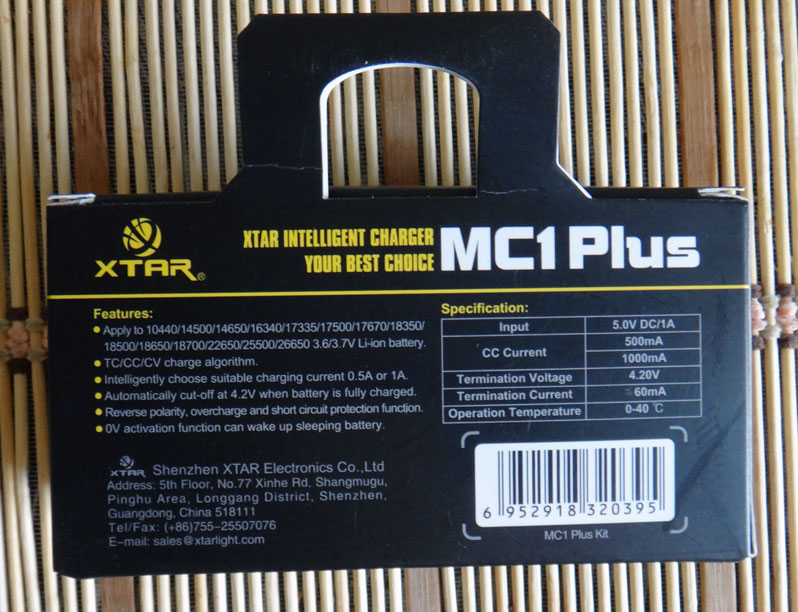 XTAR®
XTAR INTELLIGENT CHARGER
YOUR BEST CHOICE
MC1 Plus
Features:
● Apply to 10440/14500/14650/16340/17335/17500/17670/18350/
18500/18650/18700/22650/25500/26650 3.6/3.7V Li-ion battery.
● TC/CC/CV charge algorithm.
● Intelligently choose suitable charging current 0.5A or 1A.
● Automatically cut-off at 4.2V when battery is fully charged.
● Reverse polarity, overcharge and short circuit protection function.
● 0V activation function can wake up sleeping battery.
Specification:
Input 5.0V DC/1A
CC Current 500mA
1000mA
Termination Voltage 4.20V
Termination Current ≈60mA
Operation Temperature 0-40℃
XTAR Shenzhen XTAR Electronics Co.,Ltd
Address: 5th Floor, No.77 Xinhe Rd, Shangmugu,
Pinghu Area, Longgang District, Shenzhen,
Guangdong, China 518111
Tel/Fax: (+86)755-25507076
E-mail: sales@xtarlight.com
6 952918 320395
MC1 Plus Kit